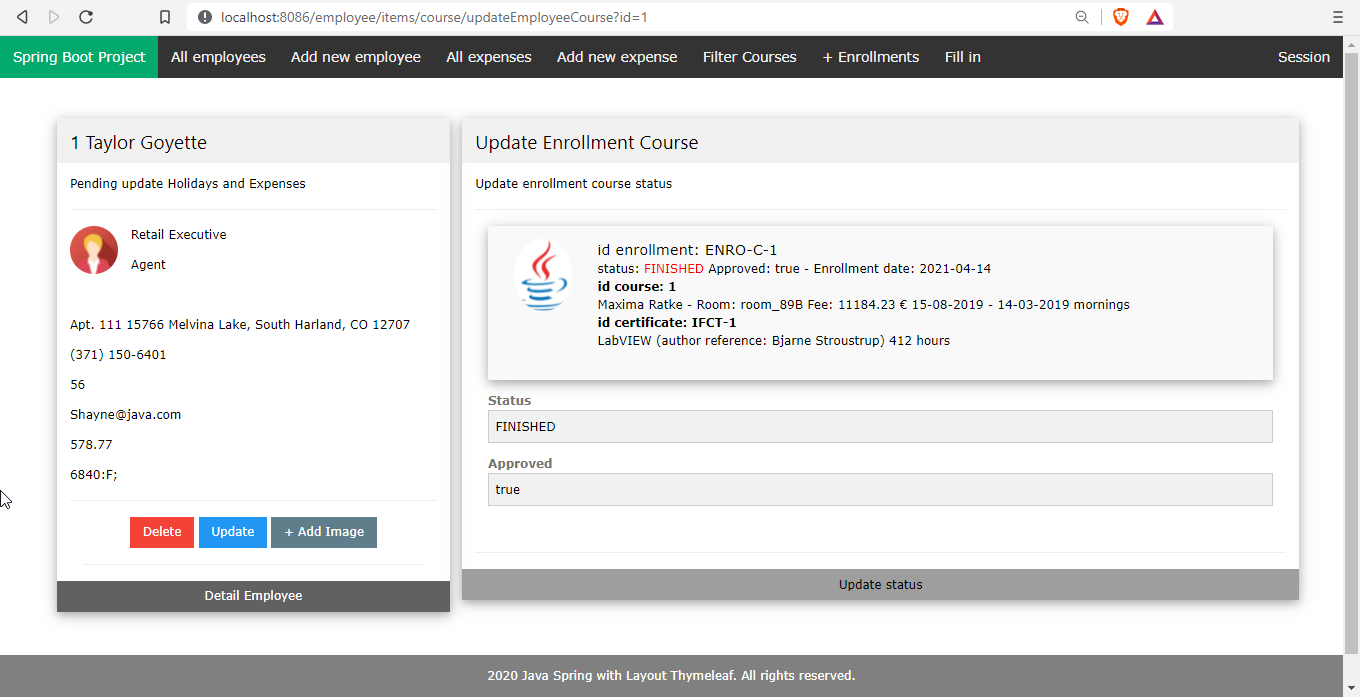 localhost:8086/employee/items/course/updateEmployeeCourse?id=1
Spring Boot Project All employees Add new employee All expenses Add new expense Filter Courses + Enrollments Fill in Session
1 Taylor Goyette
Pending update Holidays and Expenses
Retail Executive
Agent
Apt. 111 15766 Melvina Lake, South Harland, CO 12707
(371) 150-6401
56
Shayne@java.com
578.77
6840:F;
Delete Update + Add Image
Detail Employee
Update Enrollment Course
Update enrollment course status
id enrollment: ENRO-C-1
status: FINISHED Approved: true - Enrollment date: 2021-04-14
id course: 1
Maxima Ratke - Room: room_89B Fee: 11184.23 € 15-08-2019 - 14-03-2019 mornings
id certificate: IFCT-1
LabVIEW (author reference: Bjarne Stroustrup) 412 hours
Status
FINISHED
Approved
true
Update status
2020 Java Spring with Layout Thymeleaf. All rights reserved.